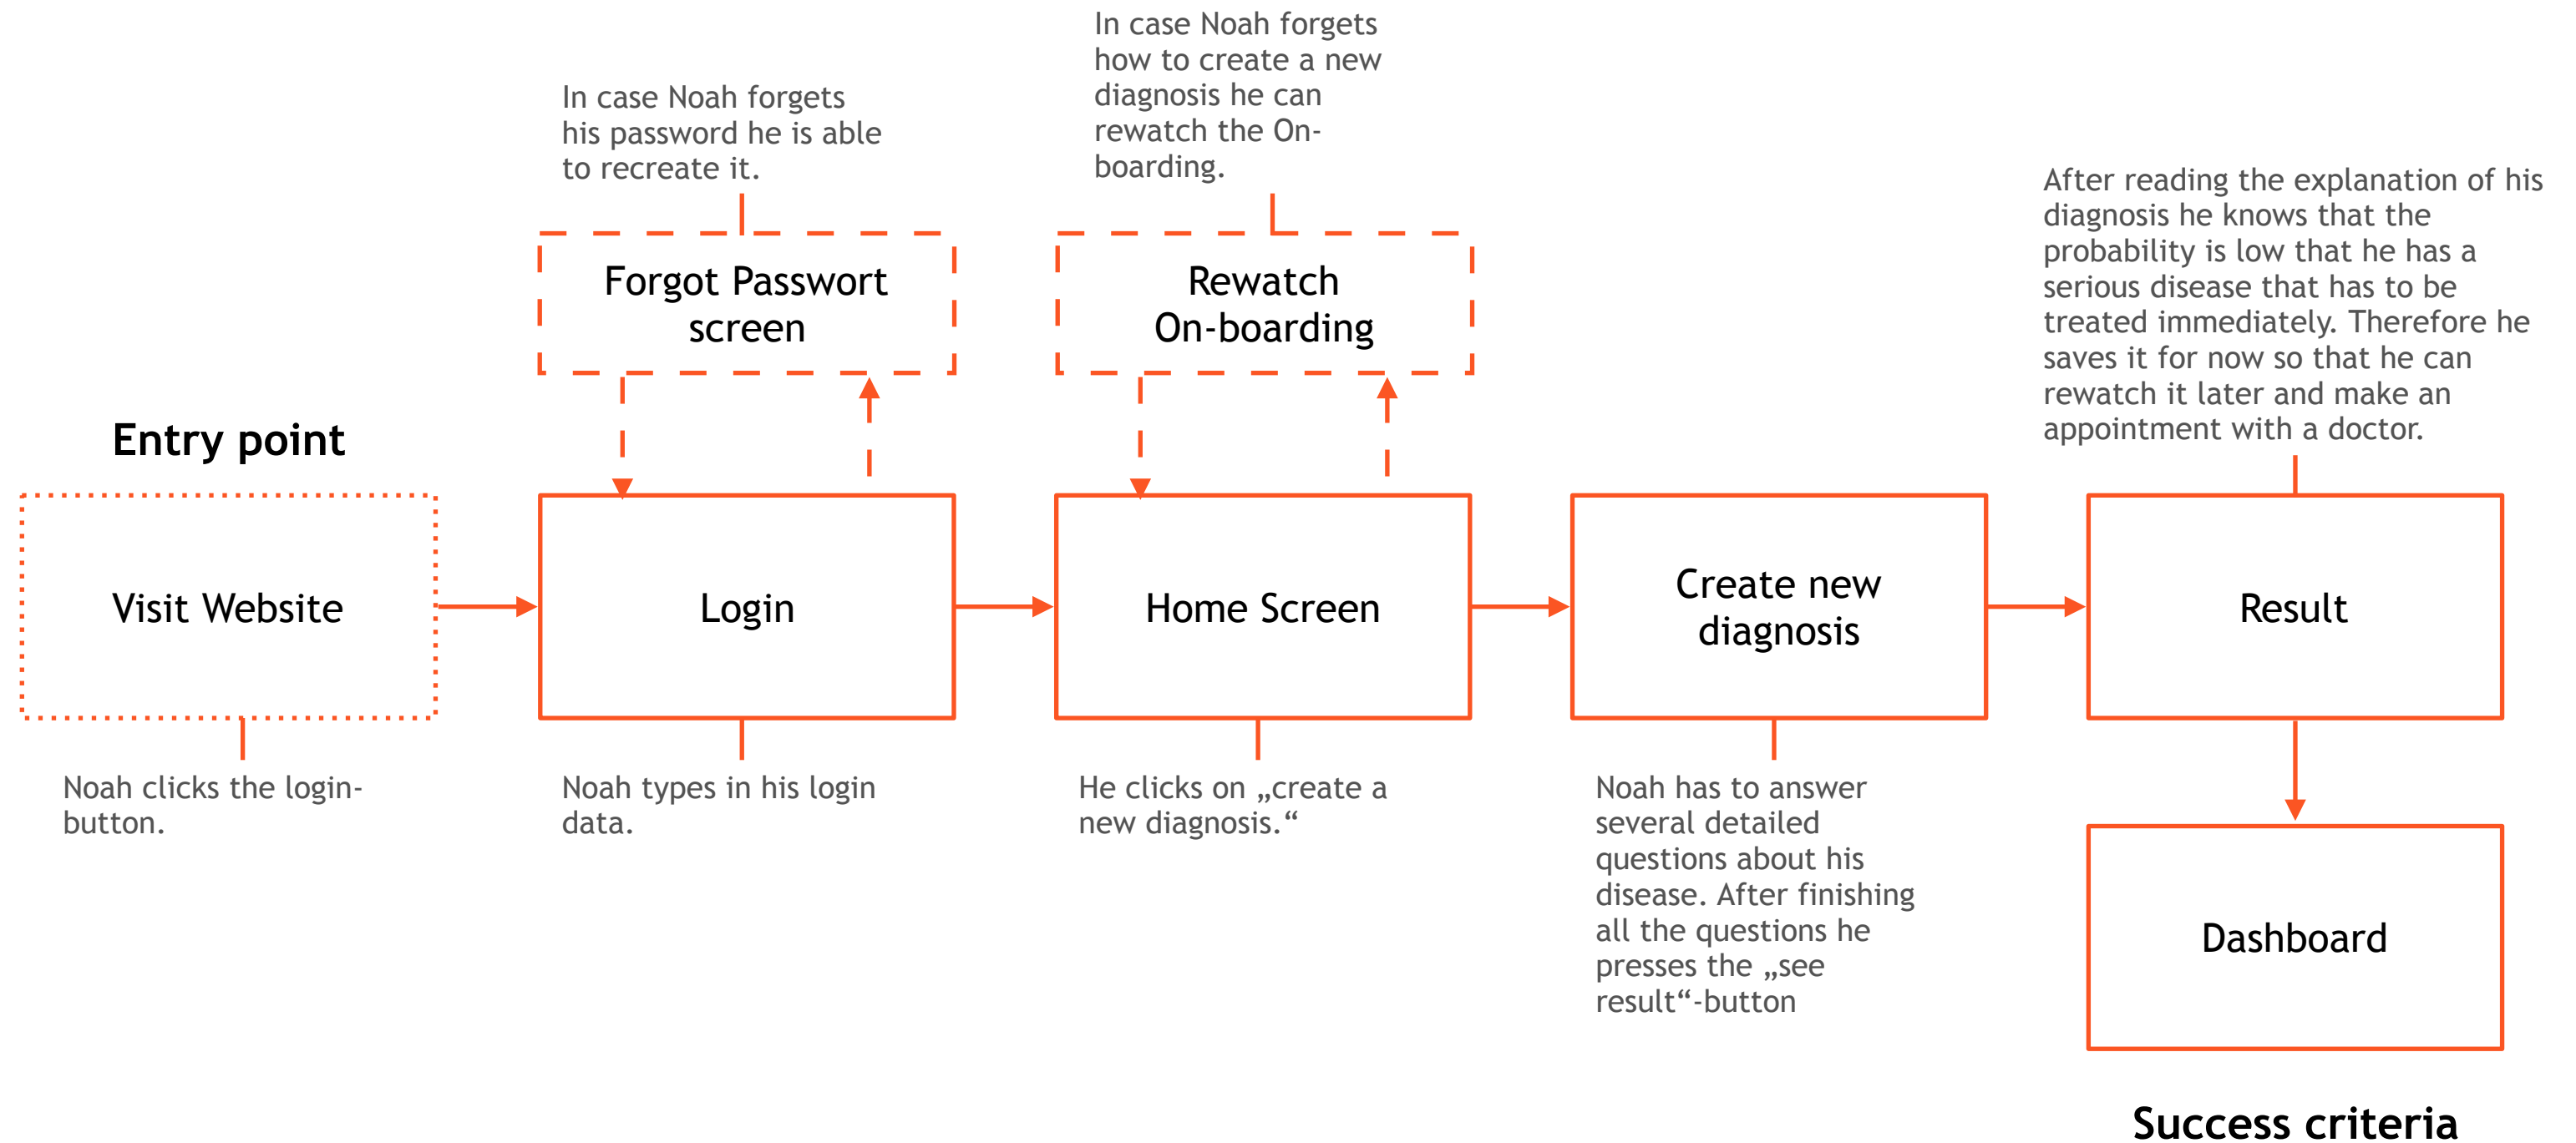 In case Noah forgets
how to create a new
diagnosis he can
rewatch the On-
boarding.
In case Noah forgets
his password he is able
to recreate it.
After reading the explanation of his
diagnosis he knows that the
probability is low that he has a
serious disease that has to be
treated immediately. Therefore he
saves it for now so that he can
rewatch it later and make an
appointment with a doctor.
Forgot Passwort
screen
Rewatch
On-boarding
Entry point
Visit Website
Login
Home Screen
Create new
diagnosis
Result
Noah clicks the login-
button.
Noah types in his login
data.
He clicks on „create a
new diagnosis.“
Noah has to answer
several detailed
questions about his
disease. After finishing
all the questions he
presses the „see
result“-button
Dashboard
Success criteria